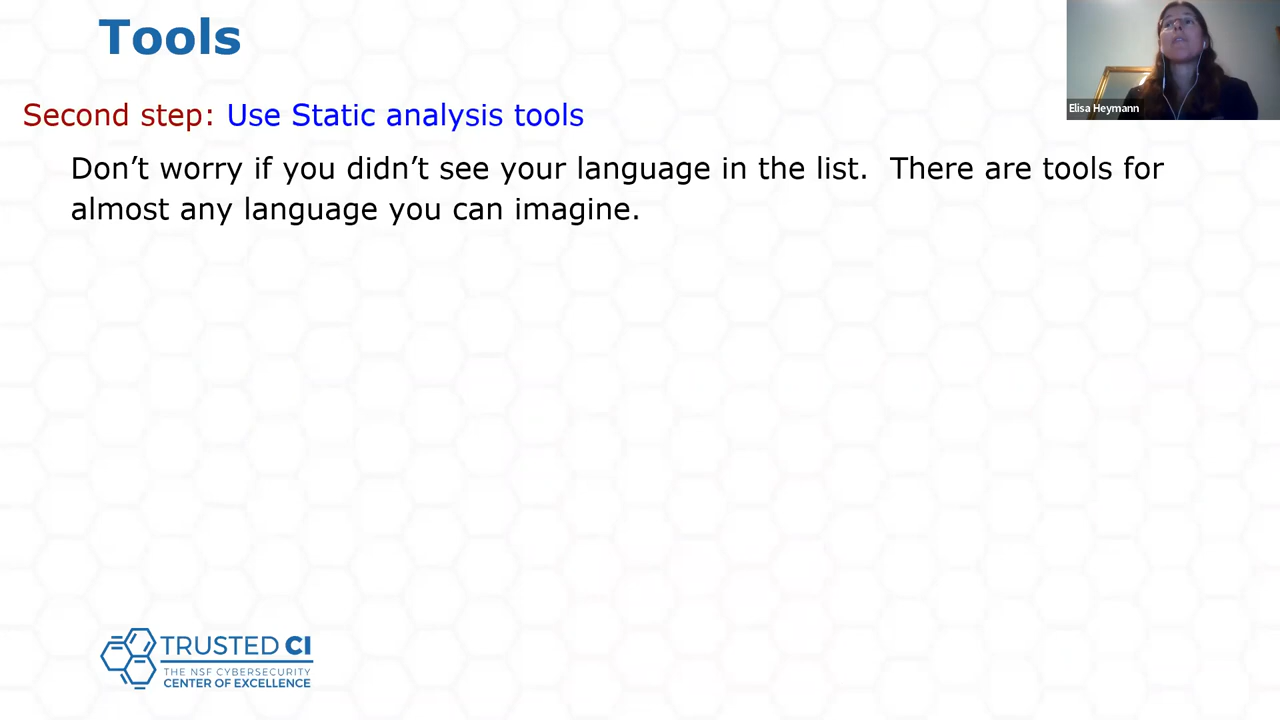 Tools
Elisa Heymann
Second step: Use Static analysis tools
Don’t worry if you didn’t see your language in the list.  There are tools for
almost any language you can imagine.
TRUSTED CI
THE NSF CYBERSECURITY
CENTER OF EXCELLENCE